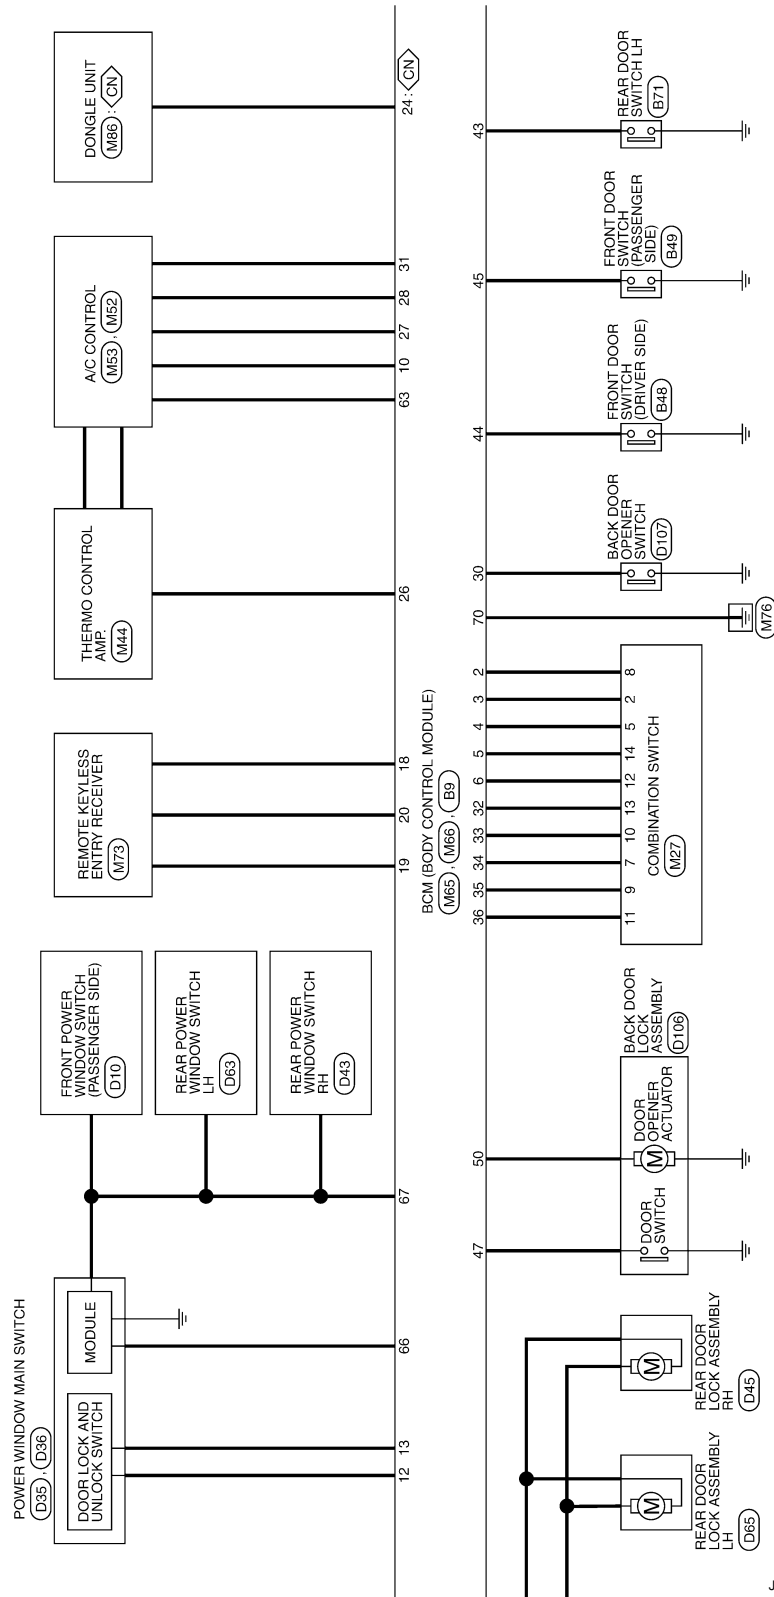 POWER WINDOW MAIN SWITCH
D35 , D36
DOOR LOCK AND
UNLOCK SWITCH
MODULE
FRONT POWER
WINDOW SWITCH
(PASSENGER SIDE)
D10
REAR POWER
WINDOW SWITCH
LH
D63
REAR POWER
WINDOW SWITCH
RH
D43
REMOTE KEYLESS
ENTRY RECEIVER
M73
THERMO CONTROL
AMP.
M44
A/C CONTROL
M53 , M52
DONGLE UNIT
M86 : CN
12
13
66
67
19
20
18
26
63
10
27
28
31
24: CN
BCM (BODY CONTROL MODULE)
M65 , M66 , B9
47
50
36
35
34
33
32
6
5
4
3
2
70
30
44
45
43
11
9
7
10
13
12
14
5
2
8
COMBINATION SWITCH
M27
REAR DOOR
LOCK ASSEMBLY
LH
D65
M
REAR DOOR
LOCK ASSEMBLY
RH
D45
M
DOOR
SWITCH
DOOR
OPENER
ACTUATOR
M
BACK DOOR
LOCK
ASSEMBLY
D106
M76
BACK DOOR
OPENER
SWITCH
D107
FRONT DOOR
SWITCH
(DRIVER SIDE)
B48
FRONT DOOR
SWITCH
(PASSENGER
SIDE)
B49
REAR DOOR
SWITCH LH
B71
J